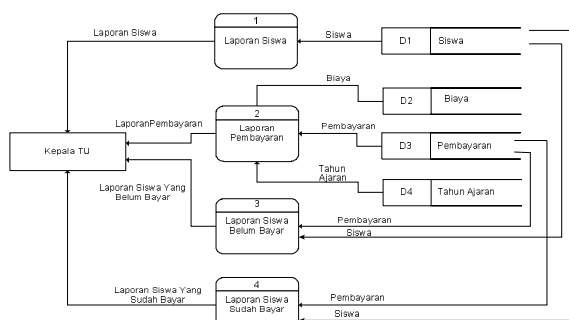 1
Laporan Siswa
Laporan Siswa
Siswa
D1
Siswa
Biaya
D2
Biaya
2
Laporan
Pembayaran
LaporanPembayaran
Pembayaran
D3
Pembayaran
Kepala TU
Tahun
Ajaran
D4
Tahun Ajaran
Laporan Siswa Yang
Belum Bayar
3
Laporan Siswa
Belum Bayar
Pembayaran
Siswa
4
Laporan Siswa
Sudah Bayar
Laporan Siswa Yang
Sudah Bayar
Pembayaran
Siswa